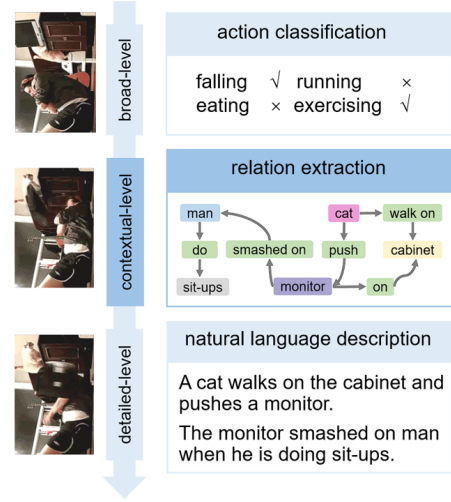 broad-level
action classification
falling √ running ×
eating × exercising √
contextual-level
relation extraction
man cat walk on
do smashed on push cabinet
sit-ups monitor on
detailed-level
natural language description
A cat walks on the cabinet and
pushes a monitor.
The monitor smashed on man
when he is doing sit-ups.